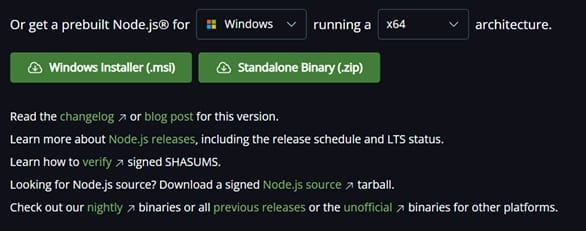 Or get a prebuilt Node.js® for Windows running a x64 architecture.
Windows Installer (.msi) Standalone Binary (.zip)
Read the changelog ↗ or blog post for this version.
Learn more about Node.js releases, including the release schedule and LTS status.
Learn how to verify ↗ signed SHASUMS.
Looking for Node.js source? Download a signed Node.js source ↗ tarball.
Check out our nightly ↗ binaries or all previous releases or the unofficial ↗ binaries for other platforms.